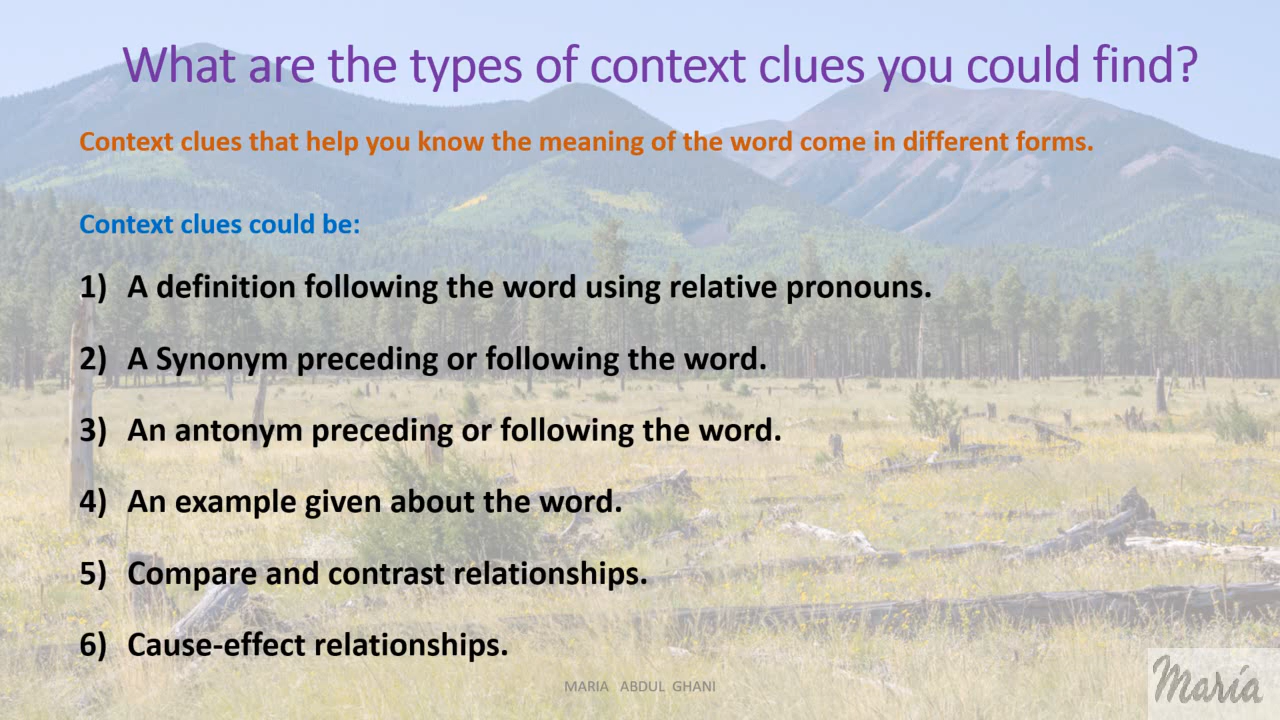 What are the types of context clues you could find?
Context clues that help you know the meaning of the word come in different forms.
Context clues could be:
1) A definition following the word using relative pronouns.
2) A Synonym preceding or following the word.
3) An antonym preceding or following the word.
4) An example given about the word.
5) Compare and contrast relationships.
6) Cause-effect relationships.
MARIA ABDUL GHANI
María